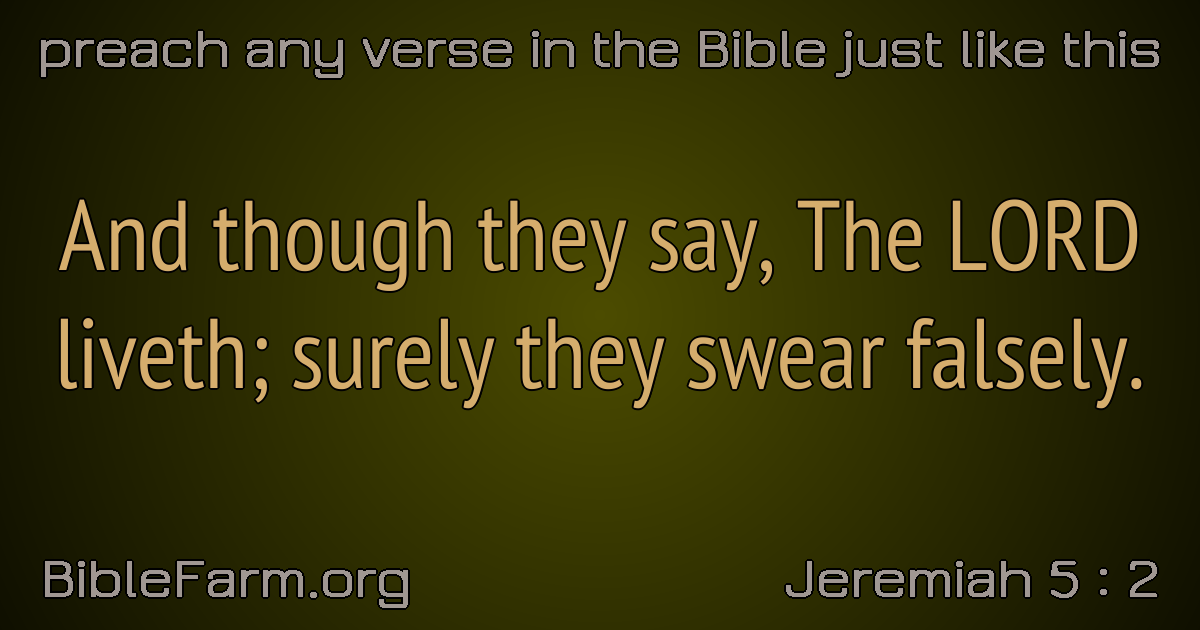 preach any verse in the Bible just like this
And though they say, The LORD
liveth; surely they swear falsely.
BibleFarm.org
Jeremiah 5 : 2